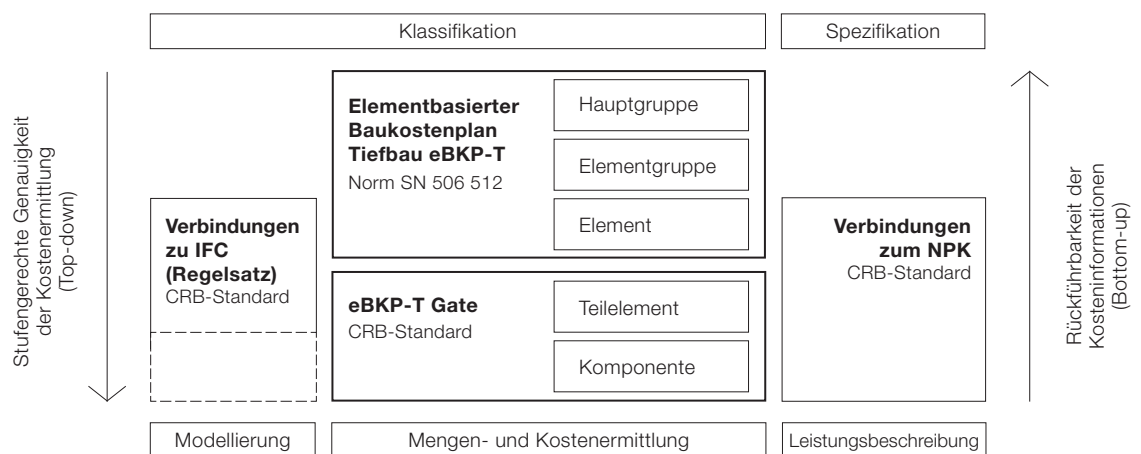 Klassifikation
Spezifikation
Stufengerechte Genauigkeit
der Kostenermittlung
(Top-down)
Verbindungen
zu IFC
(Regelsatz)
CRB-Standard
Elementbasierter
Baukostenplan
Tiefbau eBKP-T
Norm SN 506 512
Hauptgruppe
Elementgruppe
Element
eBKP-T Gate
CRB-Standard
Teilelement
Komponente
Verbindungen
zum NPK
CRB-Standard
Rückführbarkeit der
Kosteninformationen
(Bottom-up)
Modellierung
Mengen- und Kostenermittlung
Leistungsbeschreibung